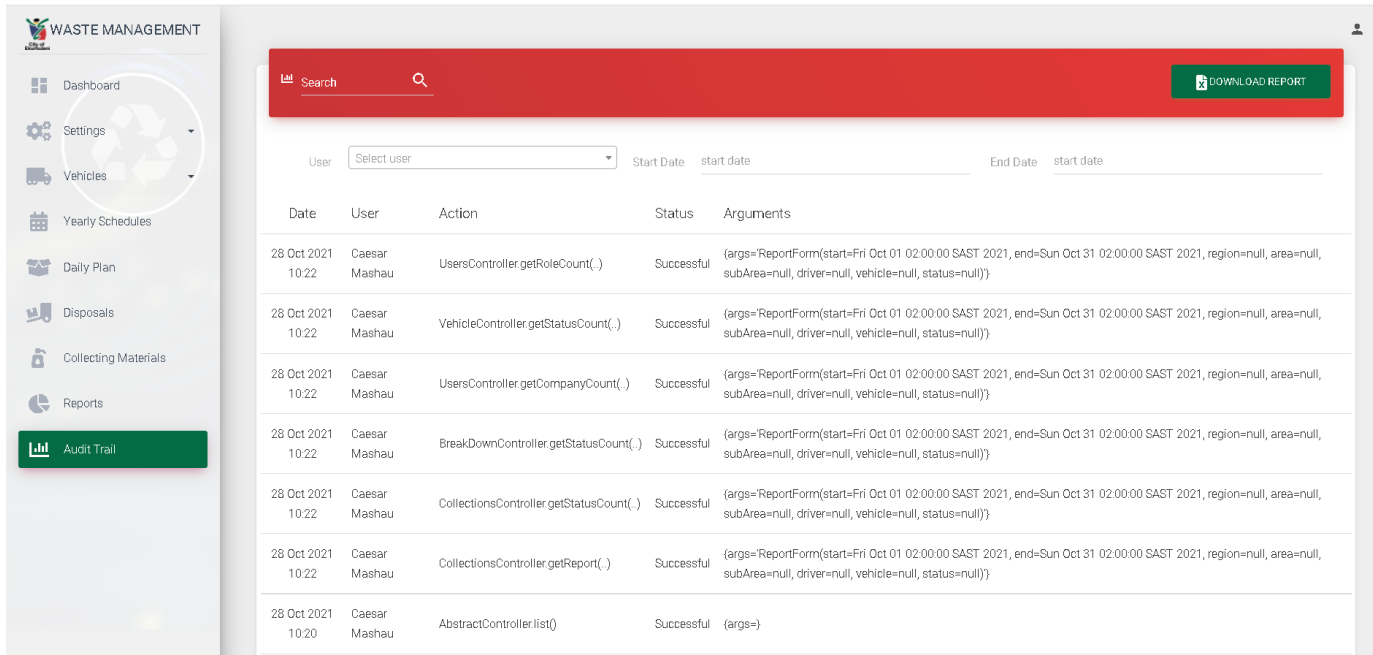 WASTE MANAGEMENT
City of
Ekurhuleni
Dashboard
Settings
Vehicles
Yearly Schedules
Daily Plan
Disposals
Collecting Materials
Reports
Audit Trail
Search
DOWNLOAD REPORT
User Select user Start Date start date End Date start date
Date User Action Status Arguments
28 Oct 2021 Caesar {args='ReportForm(start=Fri Oct 01 02:00:00 SAST 2021, end=Sun Oct 31 02:00:00 SAST 2021, region=null, area=null,
UsersController.getRoleCount(..) Successful
10:22 Mashau subArea=null, driver=null, vehicle=null, status=null)'}
28 Oct 2021 Caesar {args='ReportForm(start=Fri Oct 01 02:00:00 SAST 2021, end=Sun Oct 31 02:00:00 SAST 2021, region=null, area=null,
VehicleController.getStatusCount(..) Successful
10:22 Mashau subArea=null, driver=null, vehicle=null, status=null)'}
28 Oct 2021 Caesar {args='ReportForm(start=Fri Oct 01 02:00:00 SAST 2021, end=Sun Oct 31 02:00:00 SAST 2021, region=null, area=null,
UsersController.getCompanyCount(..) Successful
10:22 Mashau subArea=null, driver=null, vehicle=null, status=null)'}
28 Oct 2021 Caesar {args='ReportForm(start=Fri Oct 01 02:00:00 SAST 2021, end=Sun Oct 31 02:00:00 SAST 2021, region=null, area=null,
BreakDownController.getStatusCount(..) Successful
10:22 Mashau subArea=null, driver=null, vehicle=null, status=null)'}
28 Oct 2021 Caesar {args='ReportForm(start=Fri Oct 01 02:00:00 SAST 2021, end=Sun Oct 31 02:00:00 SAST 2021, region=null, area=null,
CollectionsController.getStatusCount(..) Successful
10:22 Mashau subArea=null, driver=null, vehicle=null, status=null)'}
28 Oct 2021 Caesar {args='ReportForm(start=Fri Oct 01 02:00:00 SAST 2021, end=Sun Oct 31 02:00:00 SAST 2021, region=null, area=null,
CollectionsController.getReport(..) Successful
10:22 Mashau subArea=null, driver=null, vehicle=null, status=null)'}
28 Oct 2021 Caesar
AbstractController.list() Successful {args=}
10:20 Mashau